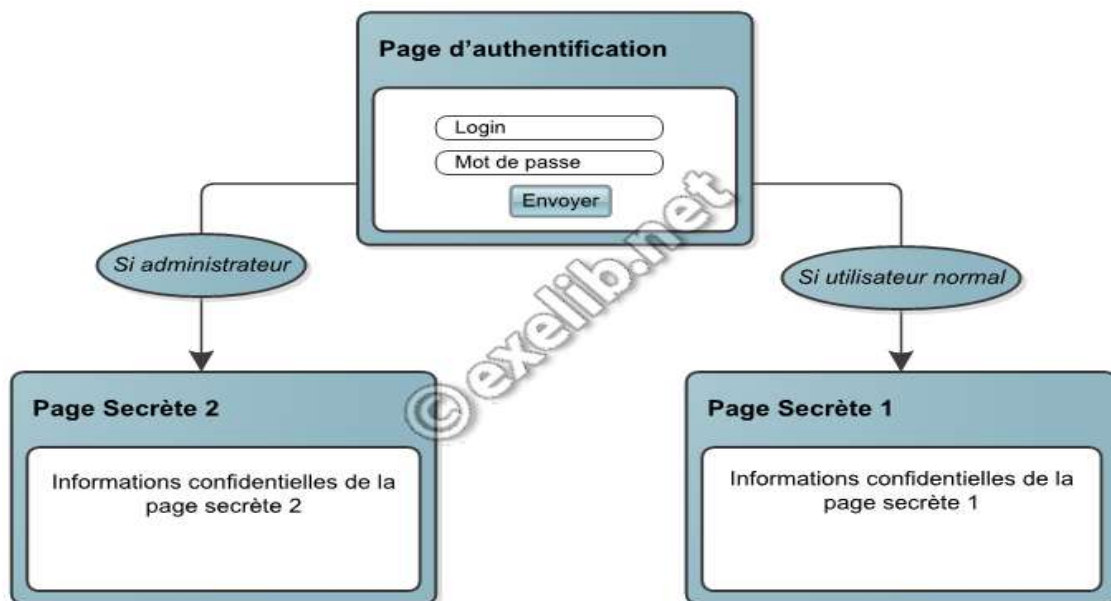 Page d'authentification
Login
Mot de passe
Envoyer
Si administrateur
Si utilisateur normal
© exelib.net
Page Secrète 2
Informations confidentielles de la
page secrète 2
Page Secrète 1
Informations confidentielles de la
page secrète 1